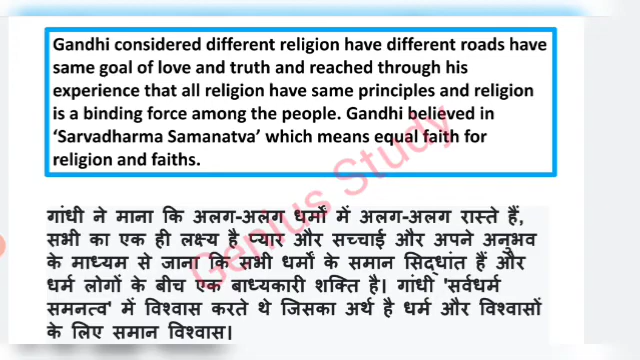 Gandhi considered different religion have different roads have
same goal of love and truth and reached through his
experience that all religion have same principles and religion
is a binding force among the people. Gandhi believed in
‘Sarvadharma Samanatva’ which means equal faith for
religion and faiths.
गांधी ने माना कि अलग-अलग धर्मों में अलग-अलग रास्ते हैं,
सभी का एक ही लक्ष्य है प्यार और सच्चाई और अपने अनुभव
के माध्यम से जाना कि सभी धर्मों के समान सिद्धांत हैं और
धर्म लोगों के बीच एक बाध्यकारी शक्ति है। गांधी 'सर्वधर्म
समनत्व' में विश्वास करते थे जिसका अर्थ है धर्म और विश्वासों
के लिए समान विश्वास।
Genius Study